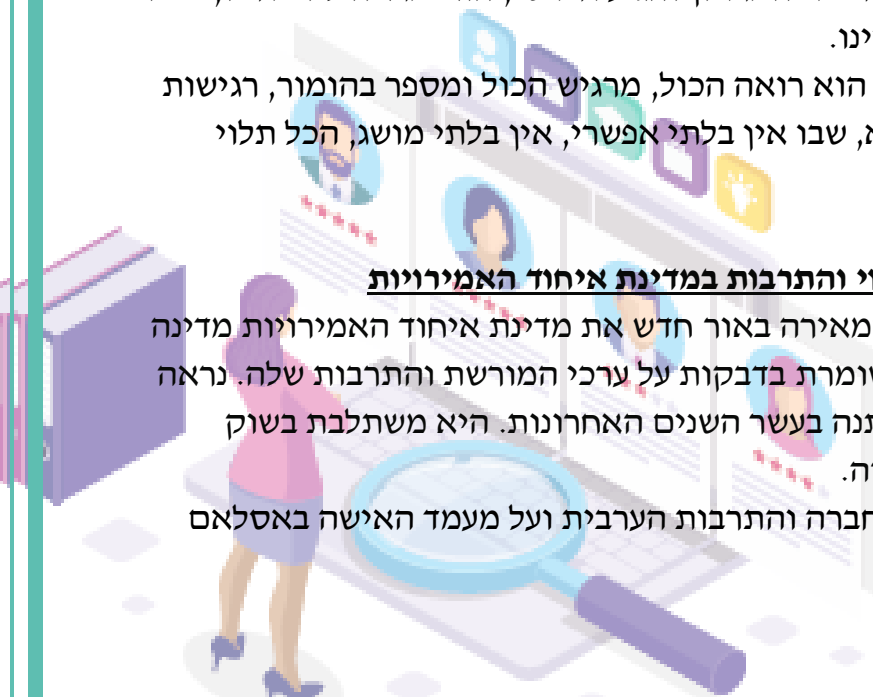 ינו.
הוא רואה הכול, מרגיש הכול ומספר בהומור, רגישות
שבו אין בלתי אפשרי, אין בלתי מושג, הכל תלוי
והתרבות במדינת איחוד האמירויות
מאירה באור חדש את מדינת איחוד האמירויות מדינה
שומרת בדבקות על ערכי המורשת והתרבות שלה. נראה
תנה בעשר השנים האחרונות. היא משתלבת בשוק
רה.
חברה והתרבות הערבית ועל מעמד האישה באסלאם